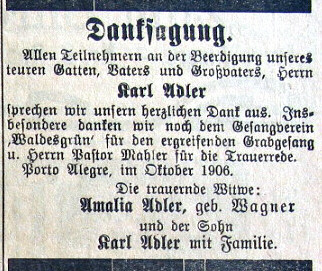 Danksagung.
Allen Teilnehmern an der Beerdigung unseres
teuren Gatten, Vaters und Großvaters, Herrn
Karl Adler
sprechen wir unsern herzlichen Dank aus. Ins-
besondere danken wir noch dem Gesangverein
„Waldesgrün" für den ergreifenden Grabgesang
u. Herrn Pastor Mahler für die Trauerrede.
Porto Alegre, im Oktober 1906.
Die trauernde Witwe:
Amalia Adler, geb. Wagner
und der Sohn
Karl Adler mit Familie.